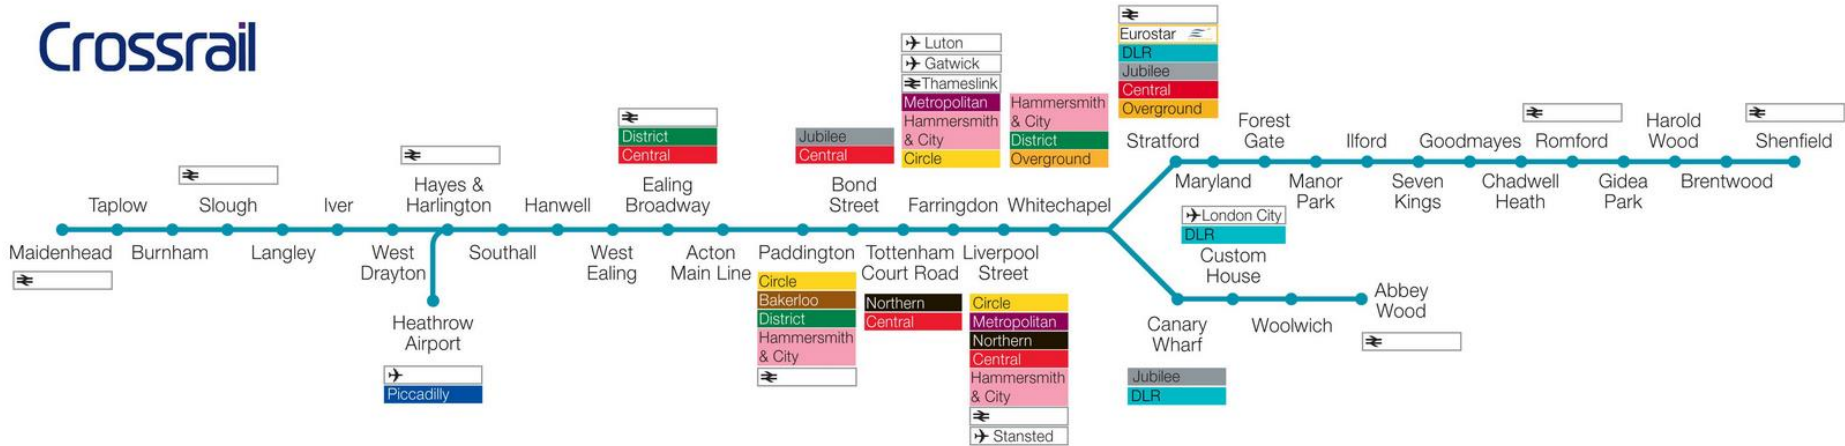 Crossrail
Maidenhead
Taplow
Burnham
Slough
Langley
Iver
West
Drayton
Hayes &
Harlington
Heathrow
Airport
Piccadilly
Southall
Hanwell
West
Ealing
District
Central
Ealing
Broadway
Acton
Main Line
Paddington
Circle
Bakerloo
District
Hammersmith
& City
Jubilee
Central
Bond
Street
Tottenham
Court Road
Northern
Central
Luton
Gatwick
Thameslink
Metropolitan
Hammersmith
& City
Circle
Farringdon
Liverpool
Street
Circle
Metropolitan
Northern
Central
Hammersmith
& City
Stansted
Hammersmith
& City
District
Overground
Whitechapel
Eurostar
DLR
Jubilee
Central
Overground
Stratford
Maryland
Forest
Gate
Manor
Park
Ilford
Seven
Kings
Goodmayes
Chadwell
Heath
Romford
Gidea
Park
Harold
Wood
Brentwood
Shenfield
Canary
Wharf
Jubilee
DLR
London City
DLR
Custom
House
Woolwich
Abbey
Wood